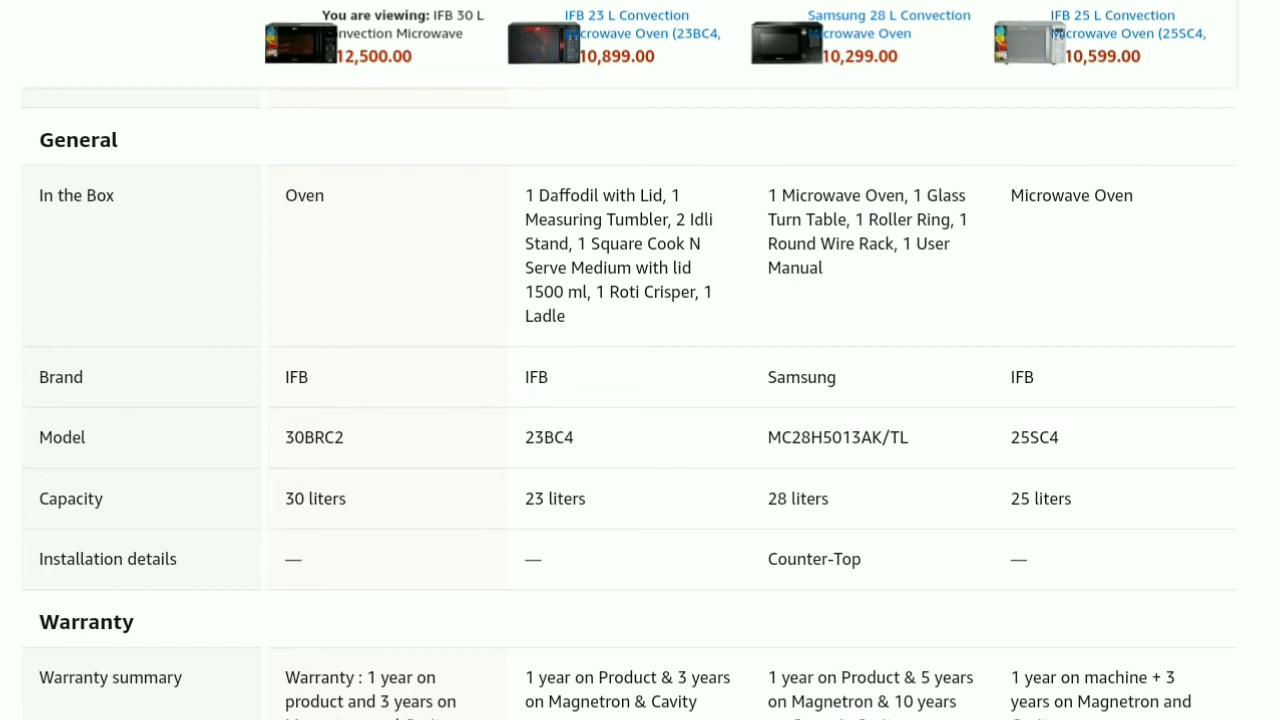 You are viewing: IFB 30 L
nvection Microwave
12,500.00
IFB 23 L Convection
Microwave Oven (23BC4,
10,899.00
Samsung 28 L Convection
Microwave Oven
10,299.00
IFB 25 L Convection
Microwave Oven (25SC4,
10,599.00
General
In the Box
Oven
1 Daffodil with Lid, 1
Measuring Tumbler, 2 Idli
Stand, 1 Square Cook N
Serve Medium with lid
1500 ml, 1 Roti Crisper, 1
Ladle
1 Microwave Oven, 1 Glass
Turn Table, 1 Roller Ring, 1
Round Wire Rack, 1 User
Manual
Microwave Oven
Brand
IFB
IFB
Samsung
IFB
Model
30BRC2
23BC4
MC28H5013AK/TL
25SC4
Capacity
30 liters
23 liters
28 liters
25 liters
Installation details
—
—
Counter-Top
—
Warranty
Warranty summary
Warranty : 1 year on
product and 3 years on
1 year on Product & 3 years
on Magnetron & Cavity
1 year on Product & 5 years
on Magnetron & 10 years
1 year on machine + 3
years on Magnetron and